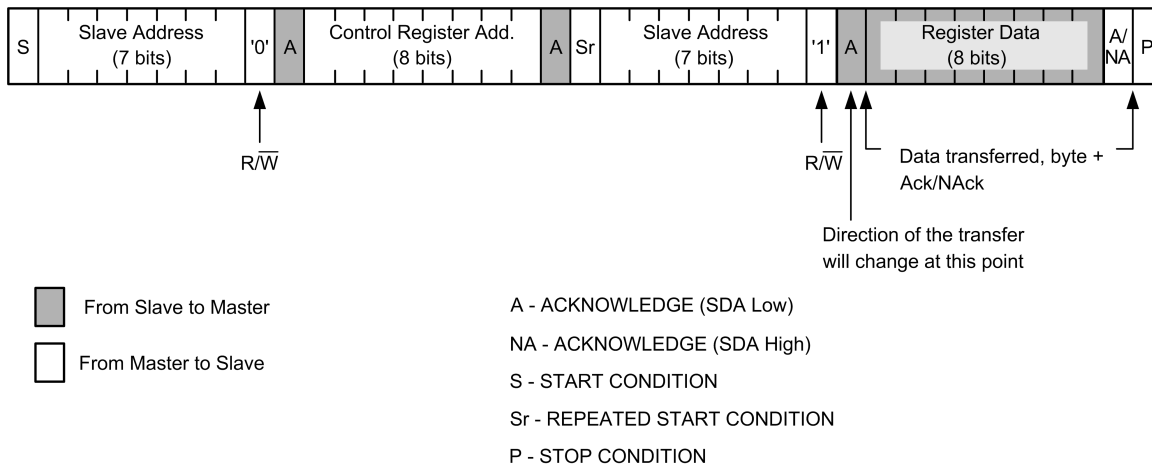 S Slave Address (7 bits) '0' A Control Register Add. (8 bits) A Sr Slave Address (7 bits) '1' A Register Data (8 bits) A/NA P
R/W̅
R/W̅
Data transferred, byte +
Ack/NAck
Direction of the transfer
will change at this point
From Slave to Master
From Master to Slave
A - ACKNOWLEDGE (SDA Low)
NA - ACKNOWLEDGE (SDA High)
S - START CONDITION
Sr - REPEATED START CONDITION
P - STOP CONDITION